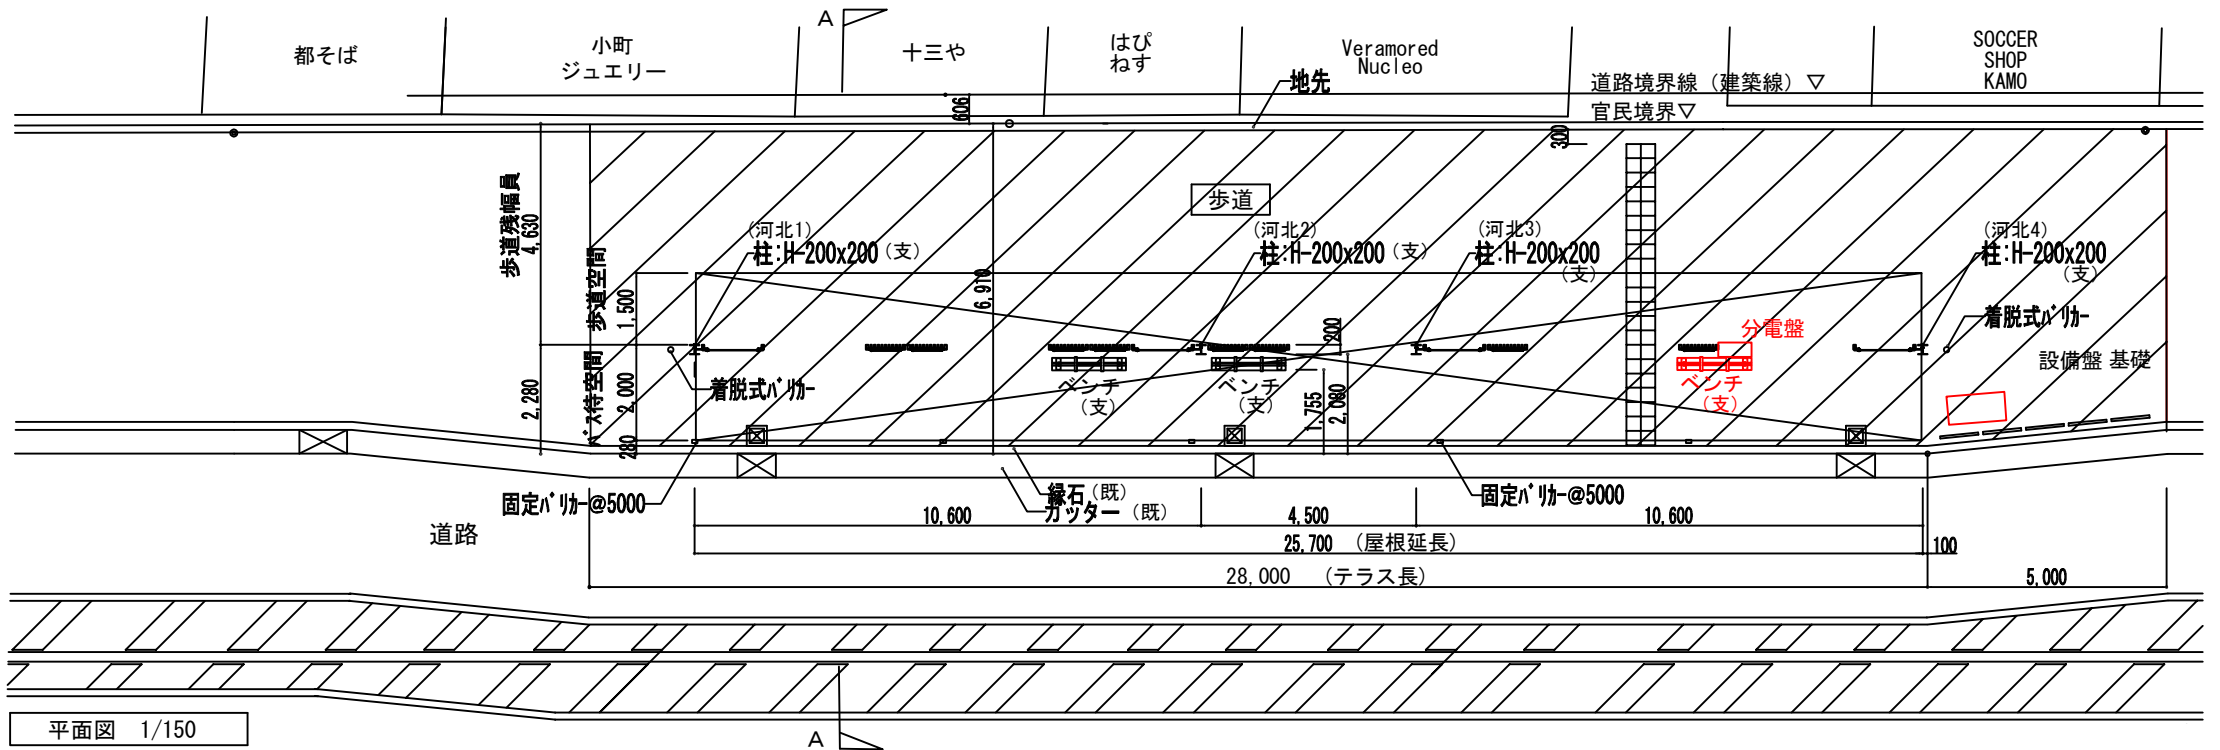 A
都そば
小町
ジュエリー
十三や
はぴ
ねす
Veramored
Nucleo
SOCCER
SHOP
KAMO
地先
道路境界線（建築線）▽
官民境界▽
606
300
歩道残幅員
4,630
歩道
(河北1)
柱:H-200x200（支）
(河北2)
柱:H-200x200（支）
(河北3)
柱:H-200x200
（支）
(河北4)
柱:H-200x200
（支）
歩道空間
1,500
6,910
200
分電盤
着脱式ﾊﾞﾘｶｰ
設備盤 基礎
2,280
ﾊﾞｽ待空間
2,000
280
着脱式ﾊﾞﾘｶｰ
ベンチ
（支）
ベンチ
（支）
1,755
2,080
ベンチ
（支）
固定ﾊﾞﾘｶｰ@5000
縁石（既）
ガッター（既）
固定ﾊﾞﾘｶｰ@5000
道路
10,600
4,500
10,600
25,700　（屋根延長）
100
28,000　（テラス長）
5,000
平面図　1/150
A